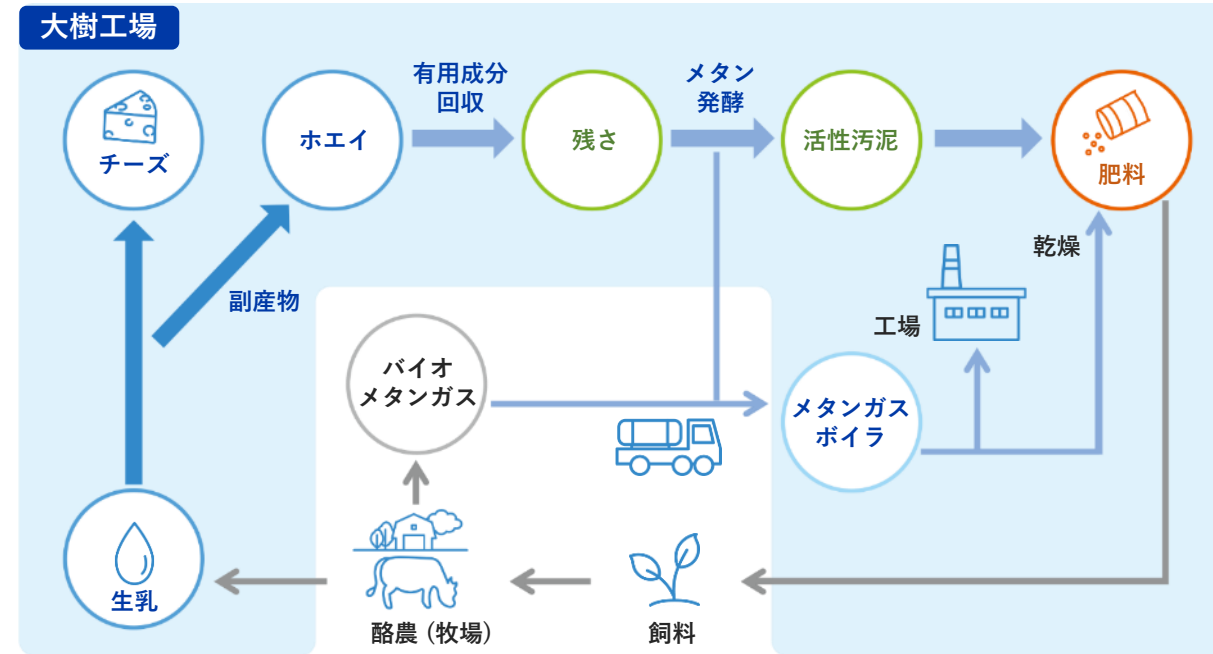 大樹工場
チーズ
ホエイ
有用成分
回収
残さ
メタン
発酵
活性汚泥
肥料
副産物
乾燥
工場
バイオ
メタンガス
メタンガス
ボイラ
生乳
酪農 (牧場)
飼料